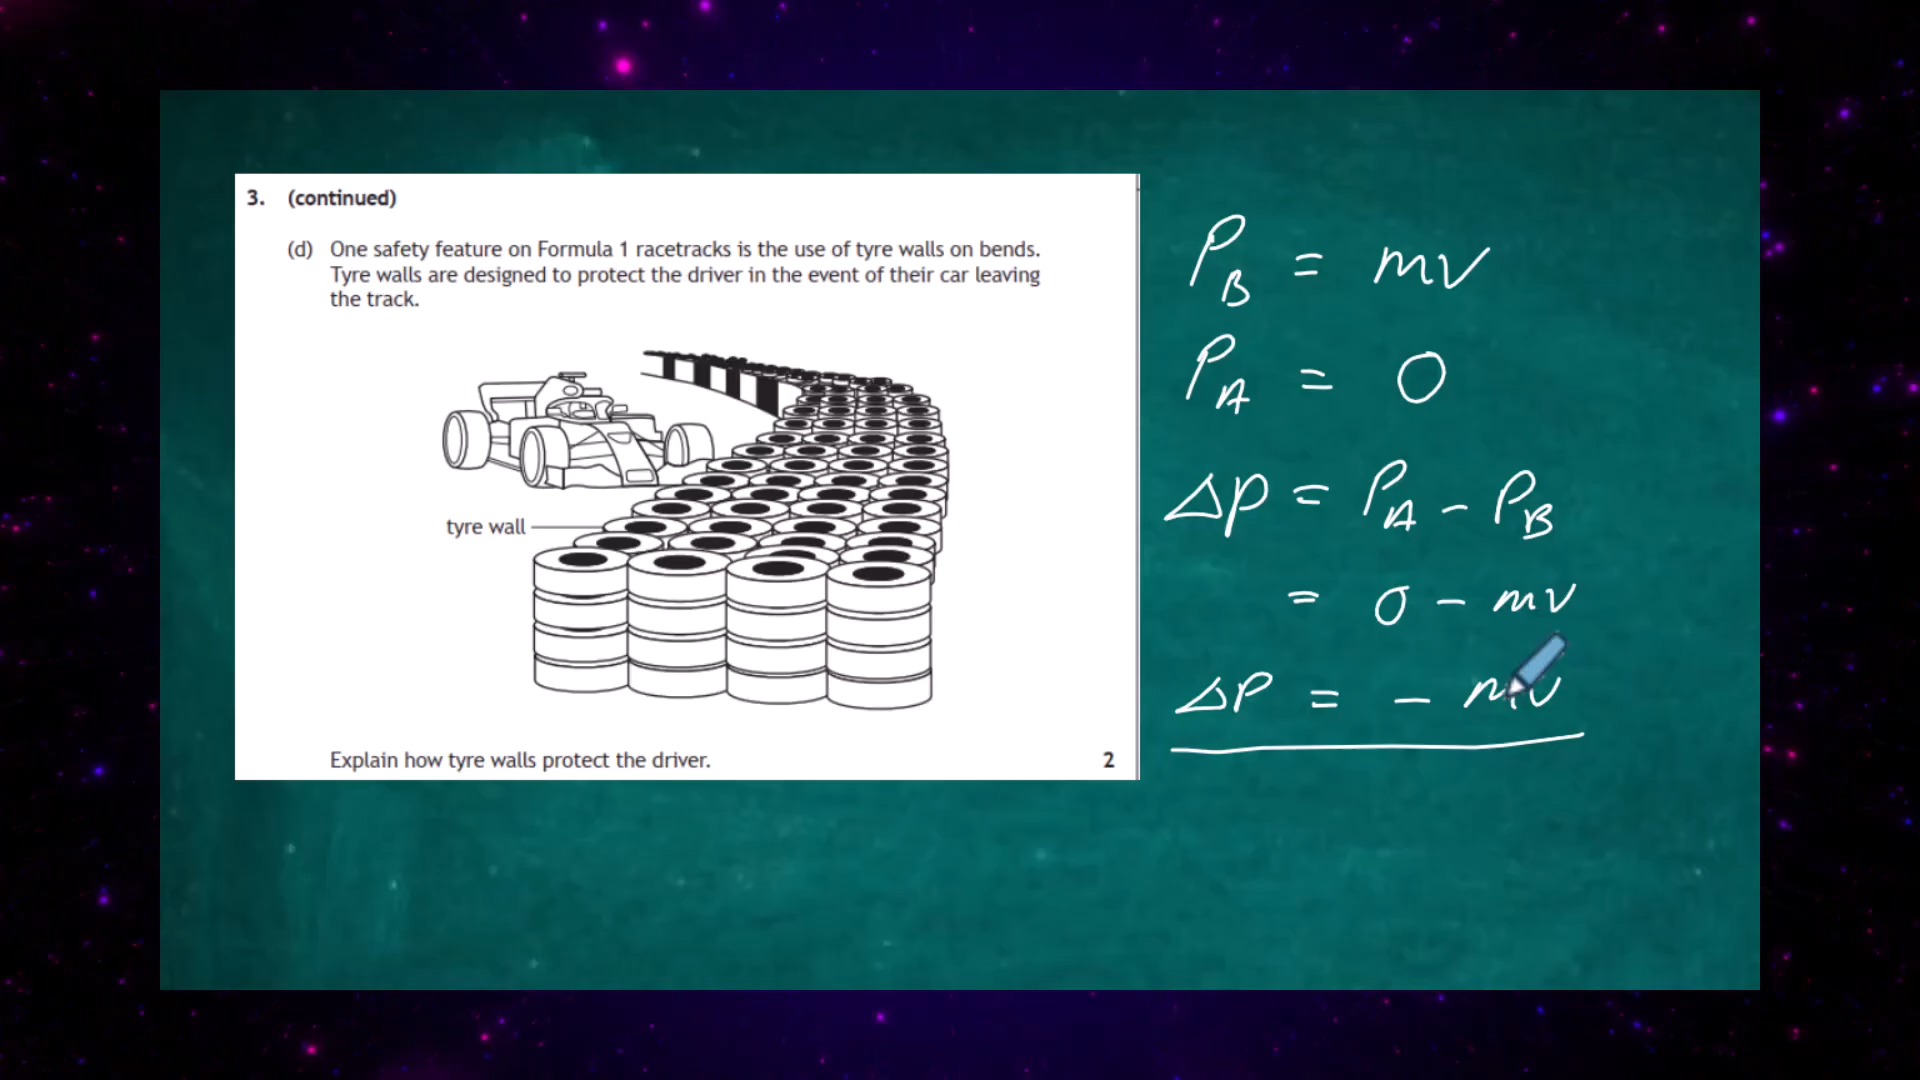 3. (continued)
(d) One safety feature on Formula 1 racetracks is the use of tyre walls on bends.
Tyre walls are designed to protect the driver in the event of their car leaving
the track.
tyre wall
Explain how tyre walls protect the driver. 2
P_B = mv
P_A = 0
ΔP = P_A - P_B
= 0 - mv
ΔP = - mv